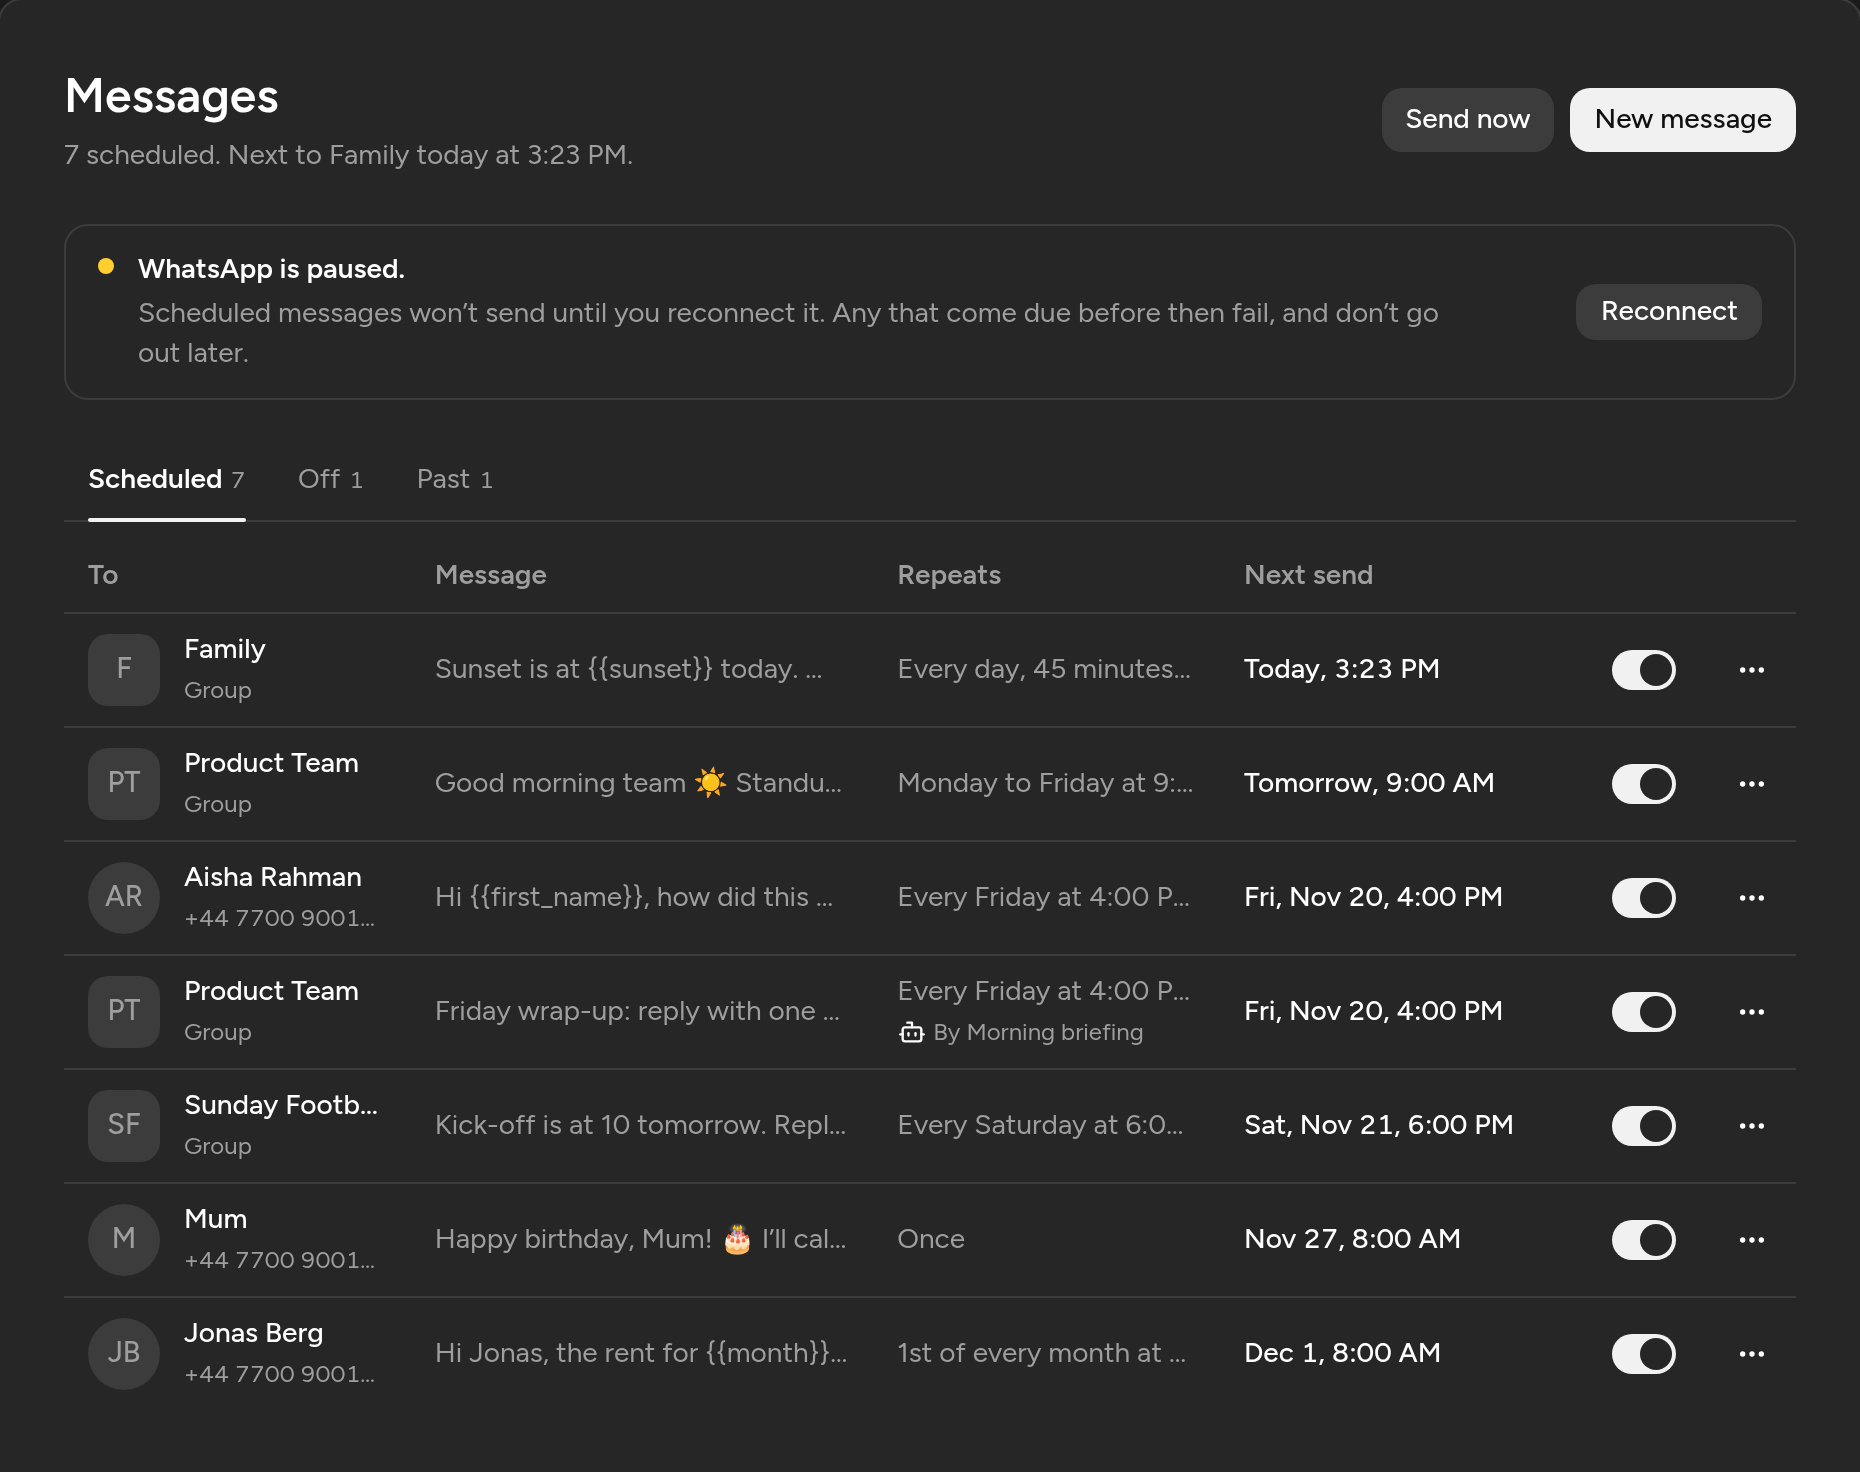 Messages
7 scheduled. Next to Family today at 3:23 PM.
Send now
New message
WhatsApp is paused.
Scheduled messages won’t send until you reconnect it. Any that come due before then fail, and don’t go
out later.
Reconnect
Scheduled 7
Off 1
Past 1
To
Message
Repeats
Next send
F
Family
Group
Sunset is at {{sunset}} today. ...
Every day, 45 minutes...
Today, 3:23 PM
PT
Product Team
Group
Good morning team ☀️ Standu...
Monday to Friday at 9:...
Tomorrow, 9:00 AM
AR
Aisha Rahman
+44 7700 9001...
Hi {{first_name}}, how did this ...
Every Friday at 4:00 P...
Fri, Nov 20, 4:00 PM
PT
Product Team
Group
Friday wrap-up: reply with one ...
Every Friday at 4:00 P...
By Morning briefing
Fri, Nov 20, 4:00 PM
SF
Sunday Footb...
Group
Kick-off is at 10 tomorrow. Repl...
Every Saturday at 6:0...
Sat, Nov 21, 6:00 PM
M
Mum
+44 7700 9001...
Happy birthday, Mum! 🎂 I’ll cal...
Once
Nov 27, 8:00 AM
JB
Jonas Berg
+44 7700 9001...
Hi Jonas, the rent for {{month}}...
1st of every month at ...
Dec 1, 8:00 AM